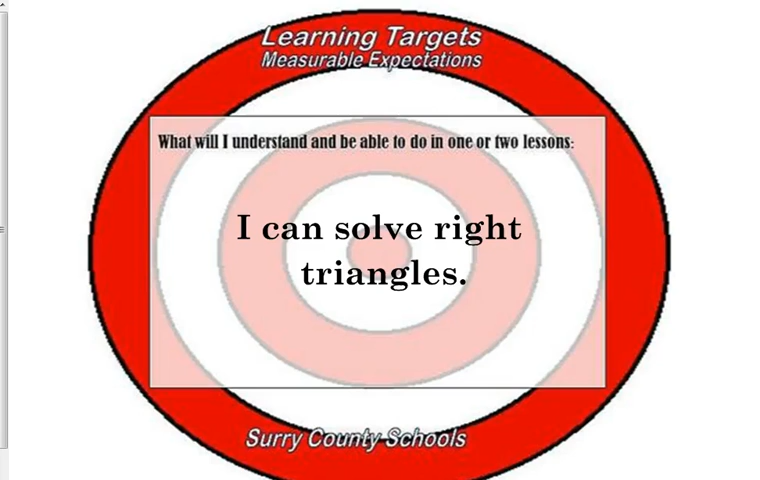 Learning Targets
Measurable Expectations
What will I understand and be able to do in one or two lessons:
I can solve right
triangles.
Surry County Schools